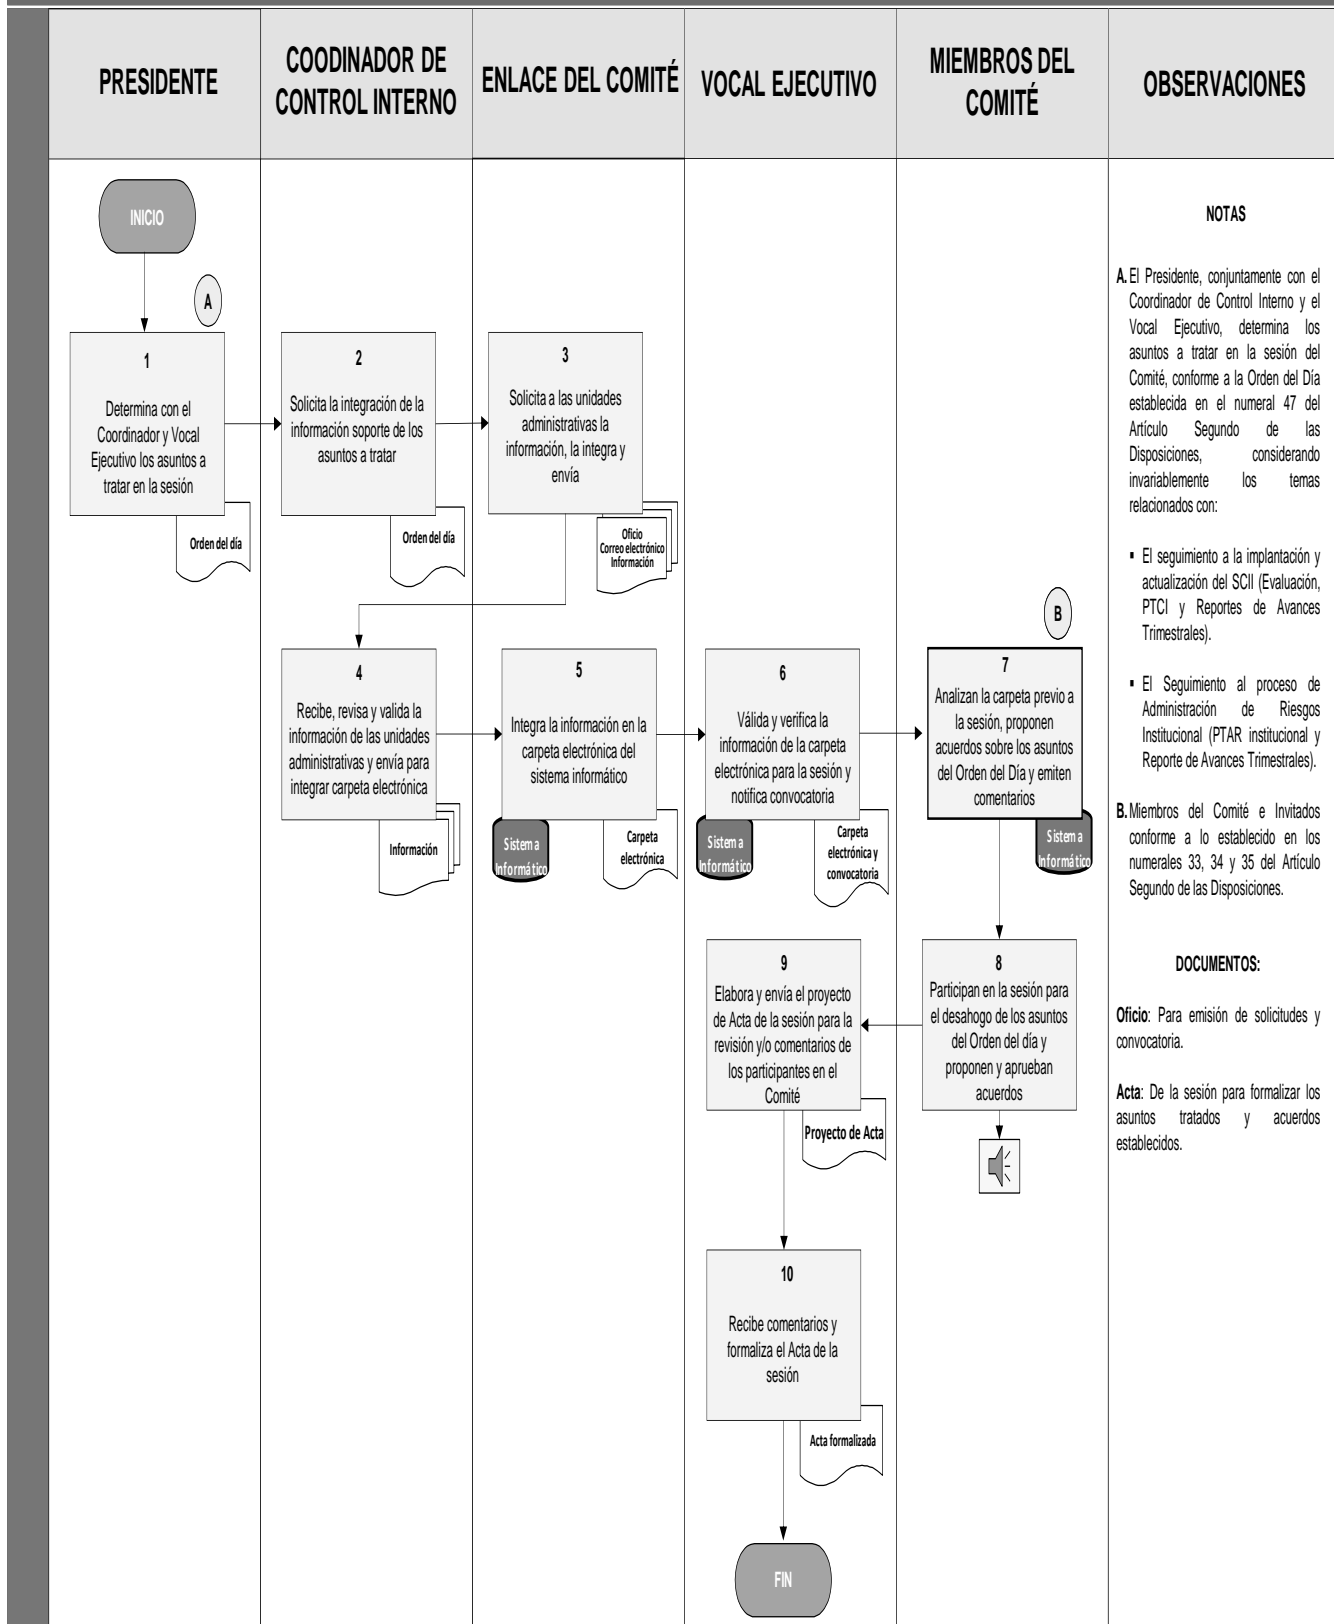 PRESIDENTE
COODINADOR DE
CONTROL INTERNO
ENLACE DEL COMITÉ
VOCAL EJECUTIVO
MIEMBROS DEL
COMITÉ
OBSERVACIONES
INICIO
A
1
Determina con el
Coordinador y Vocal
Ejecutivo los asuntos a
tratar en la sesión
Orden del día
2
Solicita la integración de la
información soporte de los
asuntos a tratar
Orden del día
3
Solicita a las unidades
administrativas la
información, la integra y
envía
Oficio
Correo electrónico
Información
4
Recibe, revisa y valida la
información de las unidades
administrativas y envía para
integrar carpeta electrónica
Información
5
Integra la información en la
carpeta electrónica del
sistema informático
Sistema
Informático
Carpeta
electrónica
6
Válida y verifica la
información de la carpeta
electrónica para la sesión y
notifica convocatoria
Sistema
Informático
Carpeta
electrónica y
convocatoria
B
7
Analizan la carpeta previo a
la sesión, proponen
acuerdos sobre los asuntos
del Orden del Día y emiten
comentarios
Sistema
Informático
8
Participan en la sesión para
el desahogo de los asuntos
del Orden del día y
proponen y aprueban
acuerdos
9
Elabora y envía el proyecto
de Acta de la sesión para la
revisión y/o comentarios de
los participantes en el
Comité
Proyecto de Acta
10
Recibe comentarios y
formaliza el Acta de la
sesión
Acta formalizada
FIN
NOTAS
A. El Presidente, conjuntamente con el
Coordinador de Control Interno y el
Vocal Ejecutivo, determina los
asuntos a tratar en la sesión del
Comité, conforme a la Orden del Día
establecida en el numeral 47 del
Artículo Segundo de las
Disposiciones, considerando
invariablemente los temas
relacionados con:
▪ El seguimiento a la implantación y
actualización del SCII (Evaluación,
PTCI y Reportes de Avances
Trimestrales).
▪ El Seguimiento al proceso de
Administración de Riesgos
Institucional (PTAR institucional y
Reporte de Avances Trimestrales).
B. Miembros del Comité e Invitados
conforme a lo establecido en los
numerales 33, 34 y 35 del Artículo
Segundo de las Disposiciones.
DOCUMENTOS:
Oficio: Para emisión de solicitudes y
convocatoria.
Acta: De la sesión para formalizar los
asuntos tratados y acuerdos
establecidos.